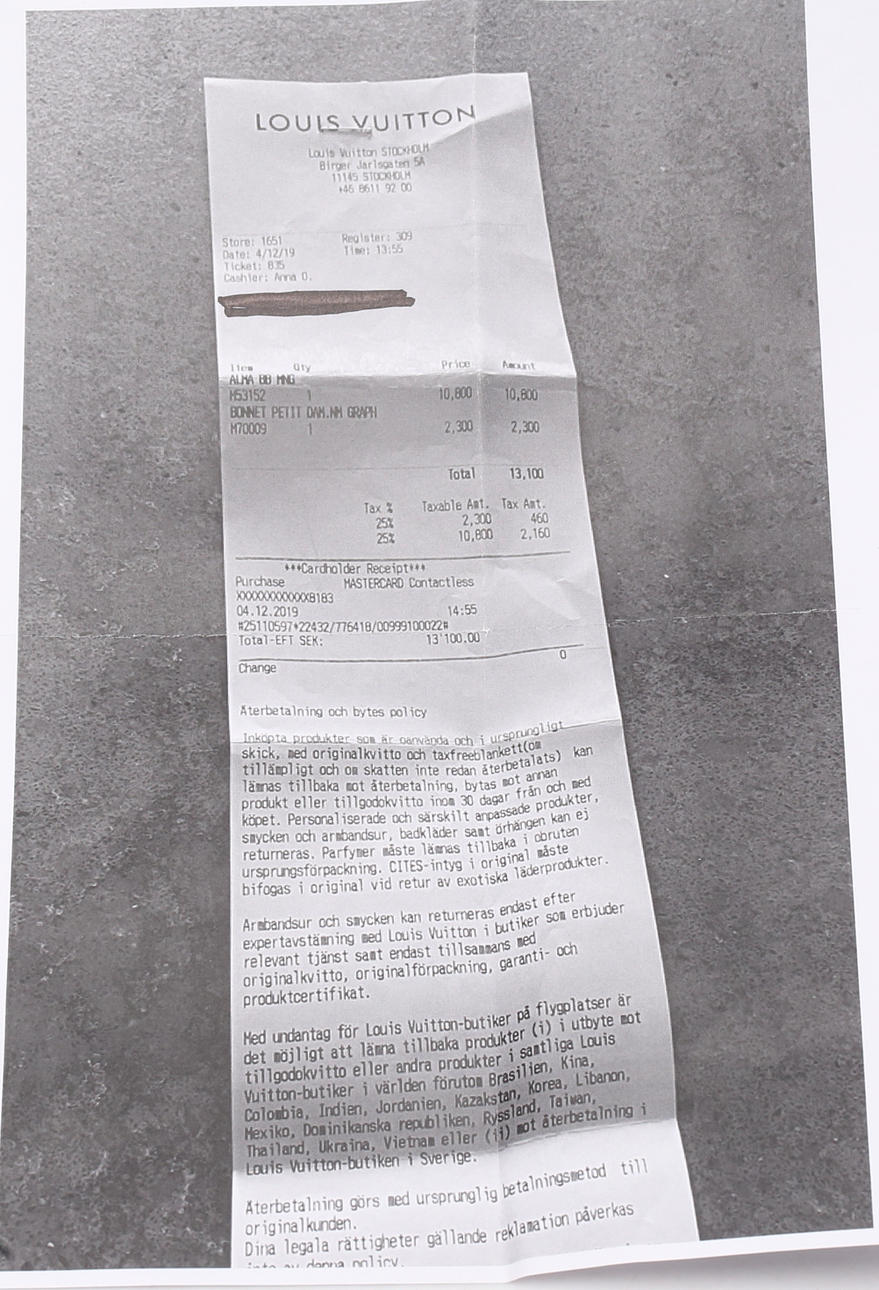 LOUIS VUITTON
Louis Vuitton STOCKHOLM
Birger Jarlsgaten 5A
11145 STOCKHOLM
+46 8611 92 00
Store: 1651 Register: 309
Date: 4/12/19 Time: 13:55
Ticket: 835
Cashier: Anna O.
Item Qty Price Amount
ALMA BB MNG
M53152 1 10,800 10,800
BONNET PETIT DAM.NM GRAPH
M70009 1 2,300 2,300
Total 13,100
Tax % Taxable Amt. Tax Amt.
25% 2,300 460
25% 10,800 2,160
***Cardholder Receipt***
Purchase MASTERCARD Contactless
XXXXXXXXXXXX8183
04.12.2019 14:55
#25110597*22432/776418/00999100022#
Total-EFT SEK: 13'100.00
Change 0
Återbetalning och bytes policy
Inköpta produkter som är oanvända och i ursprungligt
skick, med originalkvitto och taxfreeblankett(om
tillämpligt och om skatten inte redan återbetalats) kan
lämnas tillbaka mot återbetalning, bytas mot annan
produkt eller tillgodokvitto inom 30 dagar från och med
köpet. Personaliserade och särskilt anpassade produkter,
smycken och armbandsur, badkläder samt örhängen kan ej
returneras. Parfymer måste lämnas tillbaka i obruten
ursprungsförpackning. CITES-intyg i original måste
bifogas i original vid retur av exotiska läderprodukter.
Armbandsur och smycken kan returneras endast efter
expertavstämning med Louis Vuitton i butiker som erbjuder
relevant tjänst samt endast tillsammans med
originalkvitto, originalförpackning, garanti- och
produktcertifikat.
Med undantag för Louis Vuitton-butiker på flygplatser är
det möjligt att lämna tillbaka produkter (i) i utbyte mot
tillgodokvitto eller andra produkter i samtliga Louis
Vuitton-butiker i världen förutom Brasilien, Kina,
Colombia, Indien, Jordanien, Kazakstan, Korea, Libanon,
Mexiko, Dominikanska republiken, Ryssland, Taiwan,
Thailand, Ukraina, Vietnam eller (ii) mot återbetalning i
Louis Vuitton-butiken i Sverige.
Återbetalning görs med ursprunglig betalningsmetod till
originalkunden.
Dina legala rättigheter gällande reklamation påverkas
inte av denna policy.